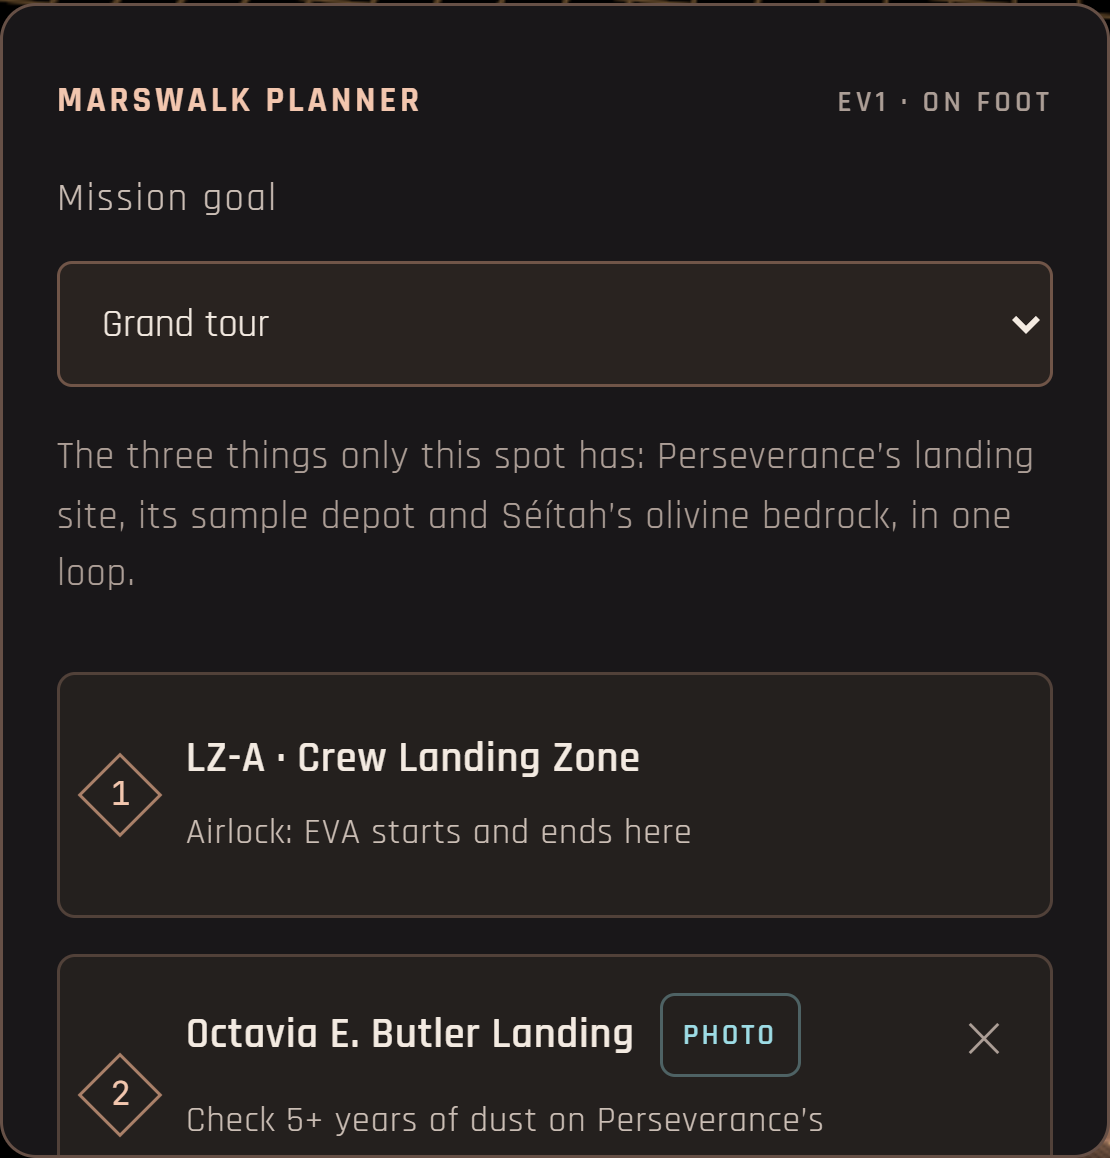 MARSWALK PLANNER
EV1 · ON FOOT
Mission goal
Grand tour
The three things only this spot has: Perseverance’s landing
site, its sample depot and Séítah’s olivine bedrock, in one
loop.
1
LZ-A · Crew Landing Zone
Airlock: EVA starts and ends here
2
Octavia E. Butler Landing
PHOTO
Check 5+ years of dust on Perseverance’s